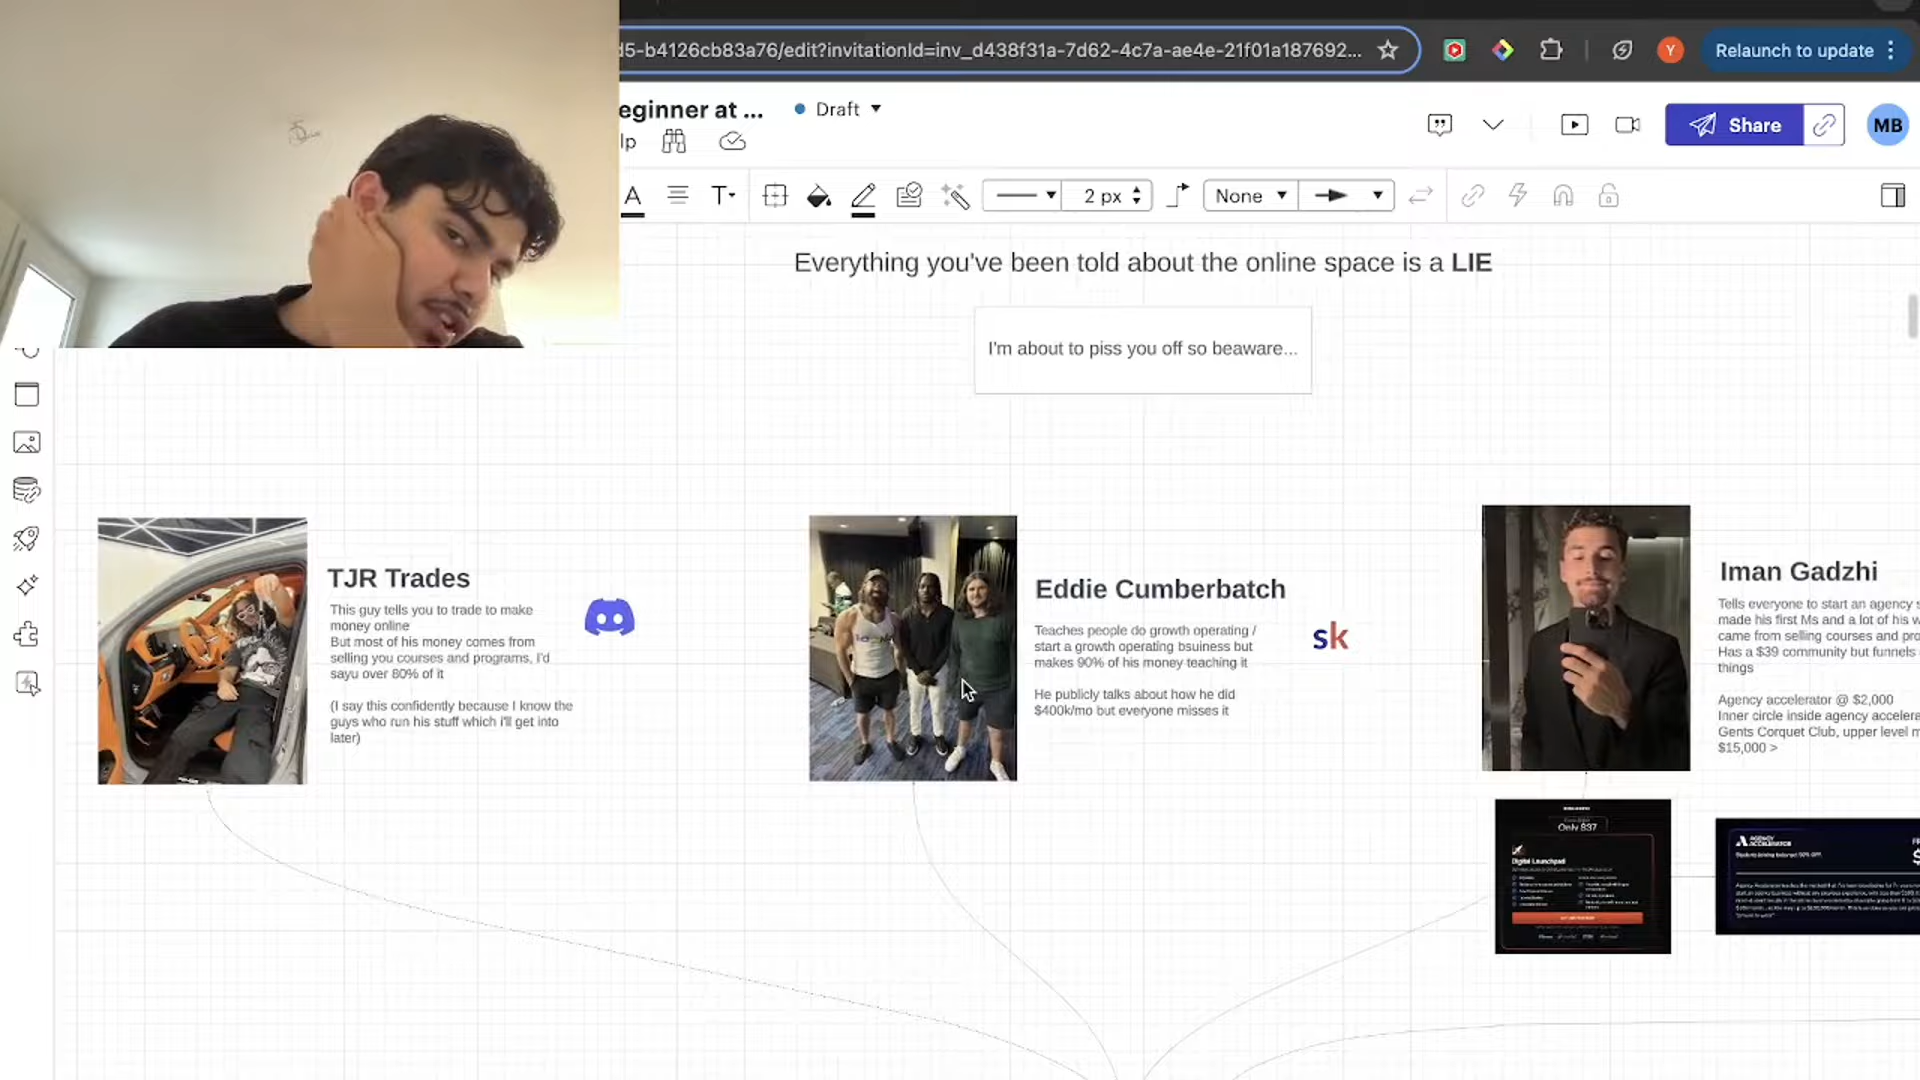 d5-b4126cb83a76/edit?invitationId=inv_d438f31a-7d62-4c7a-ae4e-21f01a187692...
Y
Relaunch to update
eginner at ...
Draft
lp
Share
MB
A
T
2 px
None
Everything you've been told about the online space is a LIE
I'm about to piss you off so beaware...
TJR Trades
This guy tells you to trade to make
money online
But most of his money comes from
selling you courses and programs, I'd
sayu over 80% of it
(I say this confidently because I know the
guys who run his stuff which i'll get into
later)
Eddie Cumberbatch
Teaches people do growth operating /
start a growth operating bsuiness but
makes 90% of his money teaching it
He publicly talks about how he did
$400k/mo but everyone misses it
sk
Iman Gadzhi
Tells everyone to start an agency
made his first Ms and a lot of his
came from selling courses and
Has a $39 community but funnels
things
Agency accelerator @ $2,000
Inner circle inside agency
Gents Corquet Club, upper level
$15,000 >
Only $37
Digital Launchpad
AGENCY
ACCELERATOR